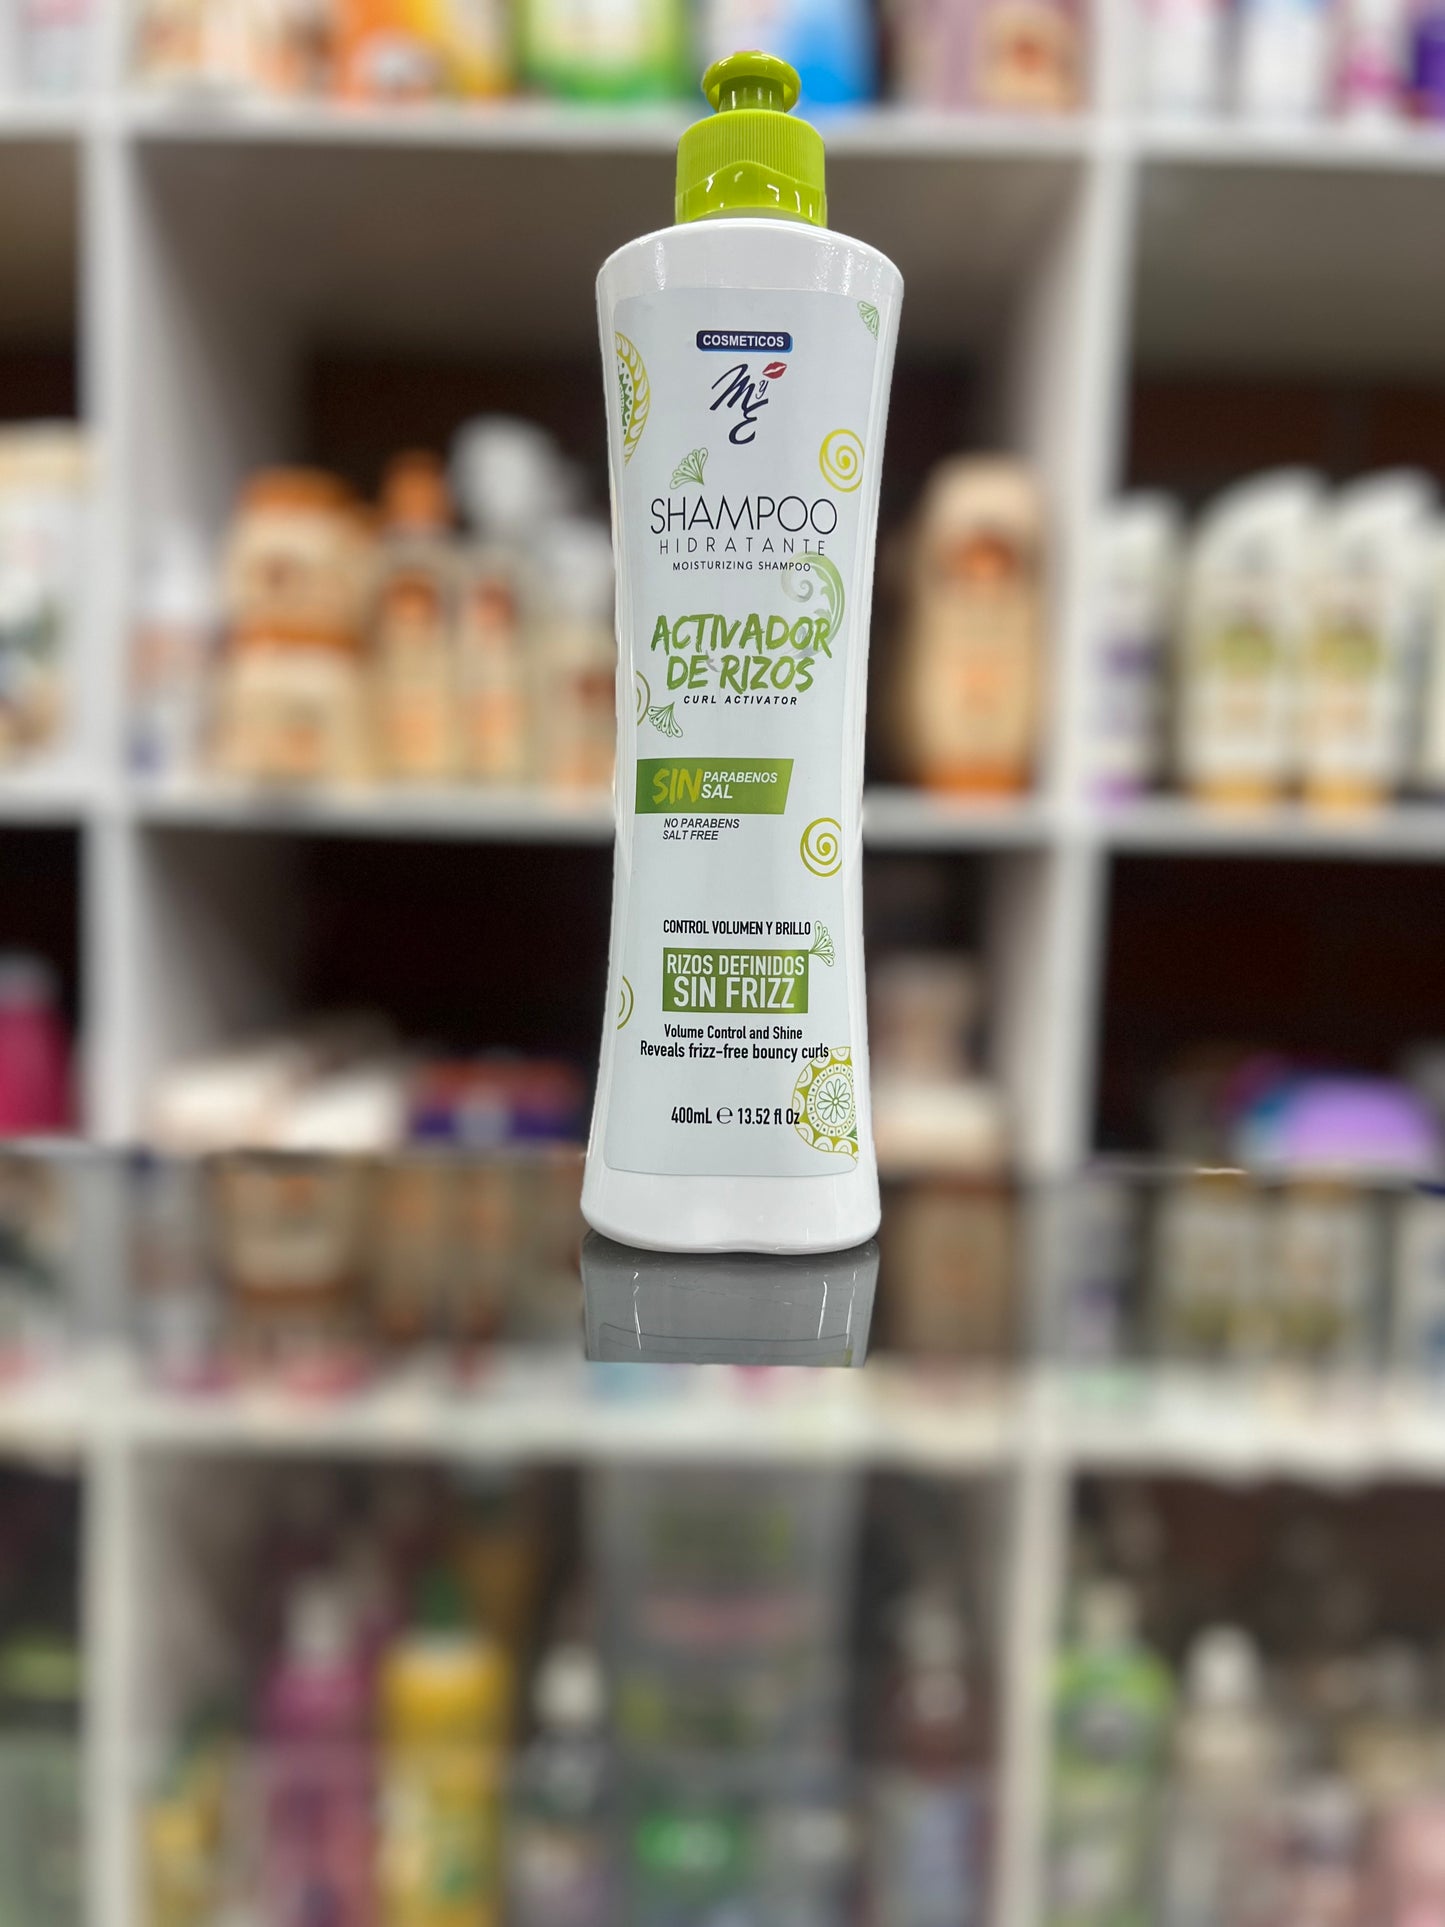 COSMETICOS
M y E
SHAMPOO
HIDRATANTE
MOISTURIZING SHAMPOO
ACTIVADOR
DE RIZOS
CURL ACTIVATOR
SIN PARABENOS
SAL
NO PARABENS
SALT FREE
CONTROL VOLUMEN Y BRILLO
RIZOS DEFINIDOS
SIN FRIZZ
Volume Control and Shine
Reveals frizz-free bouncy curls
400mL ℮ 13.52 fl Oz